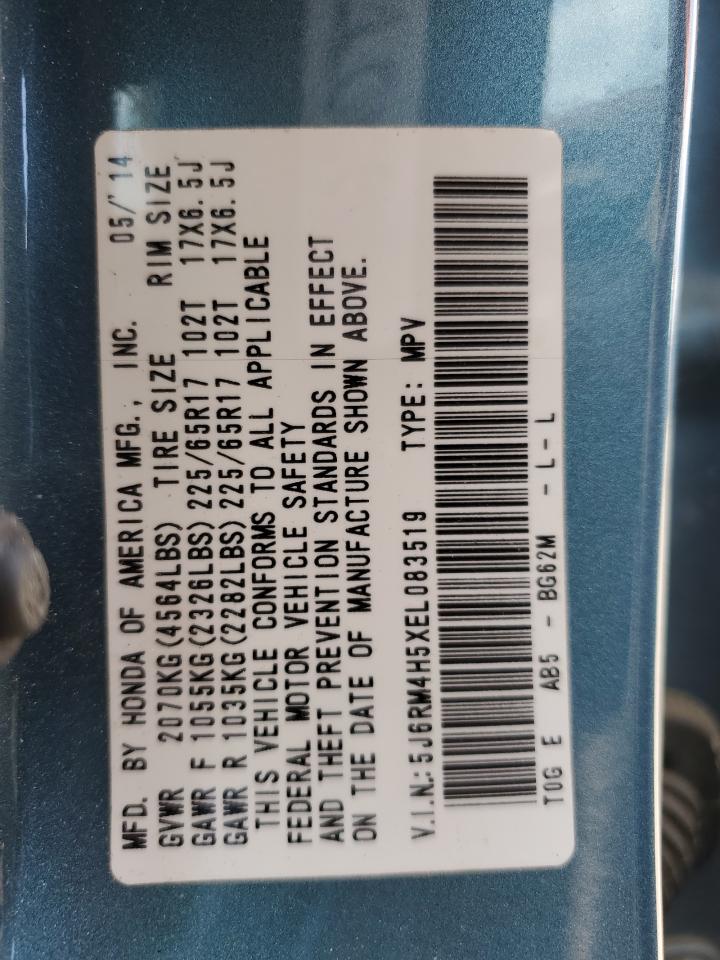 MFD. BY HONDA OF AMERICA MFG., INC. 05/'14
GVWR 2070KG(4564LBS) TIRE SIZE RIM SIZE
GAWR F 1055KG(2326LBS) 225/65R17 102T 17X6.5J
GAWR R 1035KG(2282LBS) 225/65R17 102T 17X6.5J
THIS VEHICLE CONFORMS TO ALL APPLICABLE
FEDERAL MOTOR VEHICLE SAFETY
AND THEFT PREVENTION STANDARDS IN EFFECT
ON THE DATE OF MANUFACTURE SHOWN ABOVE.
V.I.N.:5J6RM4H5XEL083519 TYPE: MPV
T0G E AB5 - BG62M - L - L